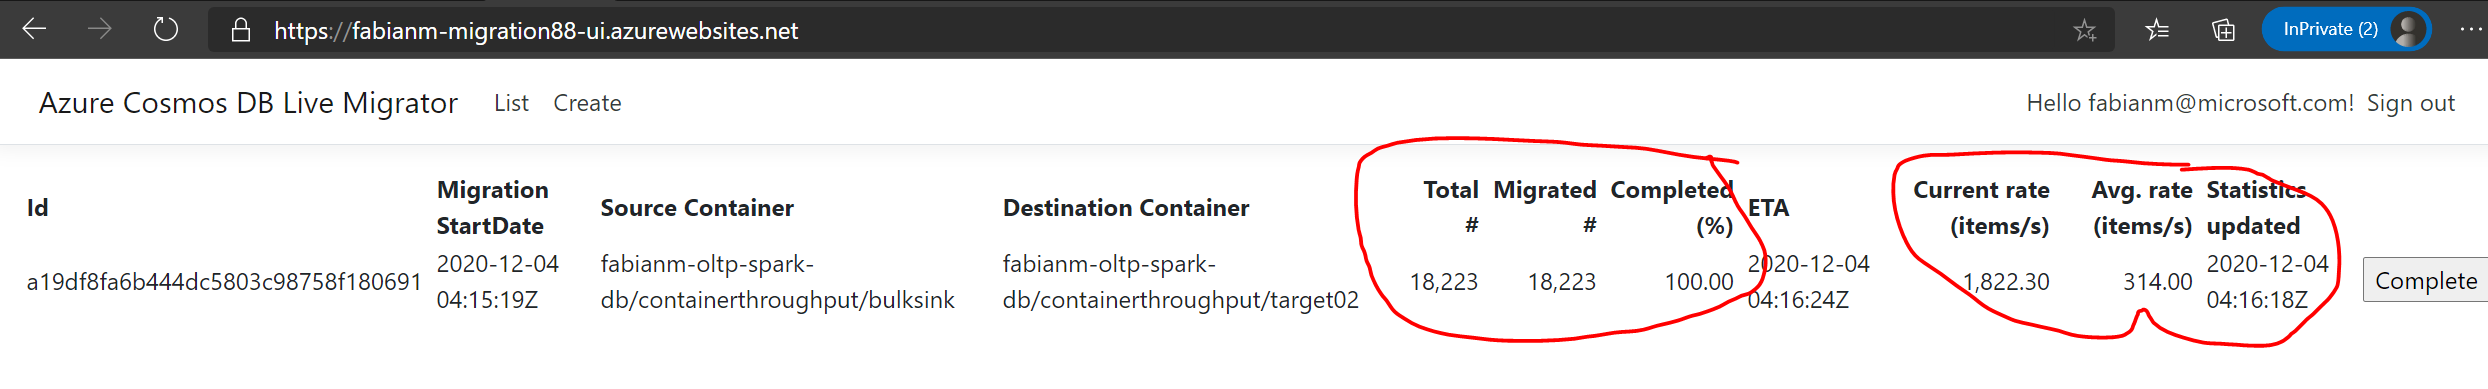 https://fabianm-migration88-ui.azurewebsites.net
InPrivate (2)
Azure Cosmos DB Live Migrator List Create Hello fabianm@microsoft.com! Sign out
Id Migration StartDate Source Container Destination Container Total # Migrated # Completed (%) ETA Current rate (items/s) Avg. rate (items/s) Statistics updated
a19df8fa6b444dc5803c98758f180691 2020-12-04 04:15:19Z fabianm-oltp-spark-db/containerthroughput/bulksink fabianm-oltp-spark-db/containerthroughput/target02 18,223 18,223 100.00 2020-12-04 04:16:24Z 1,822.30 314.00 2020-12-04 04:16:18Z Complete